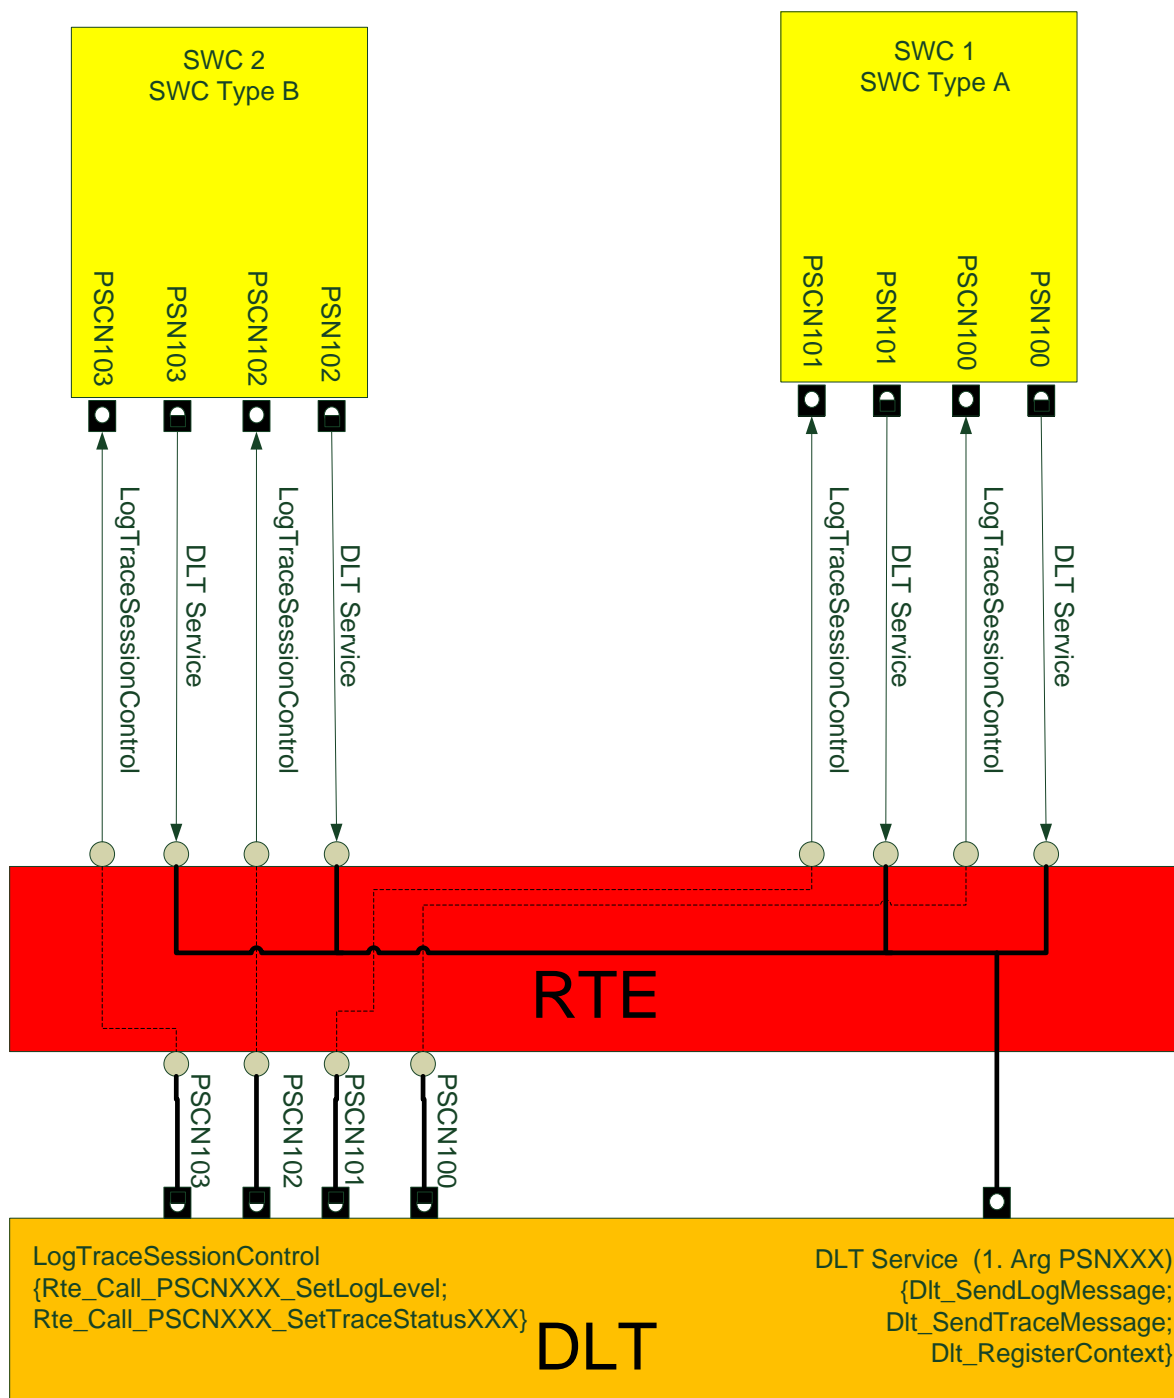 SWC 2
SWC Type B
SWC 1
SWC Type A
PSCN103
PSN103
PSCN102
PSN102
PSCN101
PSN101
PSCN100
PSN100
LogTraceSessionControl
DLT Service
LogTraceSessionControl
DLT Service
LogTraceSessionControl
DLT Service
LogTraceSessionControl
DLT Service
RTE
PSCN103
PSCN102
PSCN101
PSCN100
LogTraceSessionControl
{Rte_Call_PSCNXXX_SetLogLevel;
Rte_Call_PSCNXXX_SetTraceStatusXXX}
DLT Service (1. Arg PSNXXX)
{Dlt_SendLogMessage;
Dlt_SendTraceMessage;
Dlt_RegisterContext}
DLT